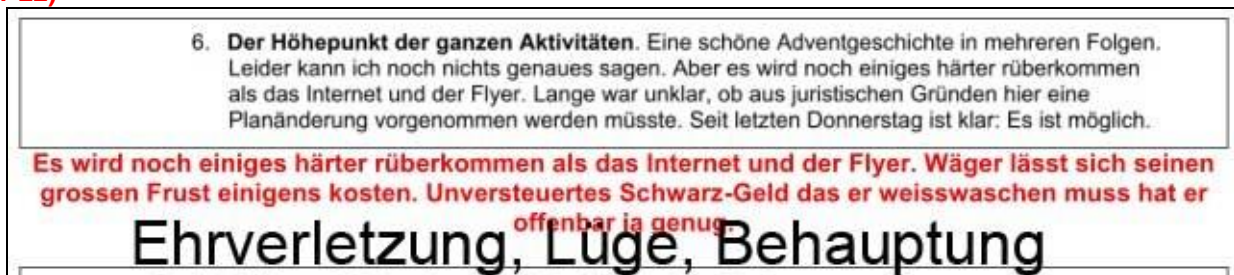 6. Der Höhepunkt der ganzen Aktivitäten. Eine schöne Adventgeschichte in mehreren Folgen.
Leider kann ich noch nichts genaues sagen. Aber es wird noch einiges härter rüberkommen
als das Internet und der Flyer. Lange war unklar, ob aus juristischen Gründen hier eine
Planänderung vorgenommen werden müsste. Seit letzten Donnerstag ist klar: Es ist möglich.
Es wird noch einiges härter rüberkommen als das Internet und der Flyer. Wäger lässt sich seinen
grossen Frust einigens kosten. Unversteuertes Schwarz-Geld das er weisswaschen muss hat er
offenbar ja genug.
Ehrverletzung, Lüge, Behauptung